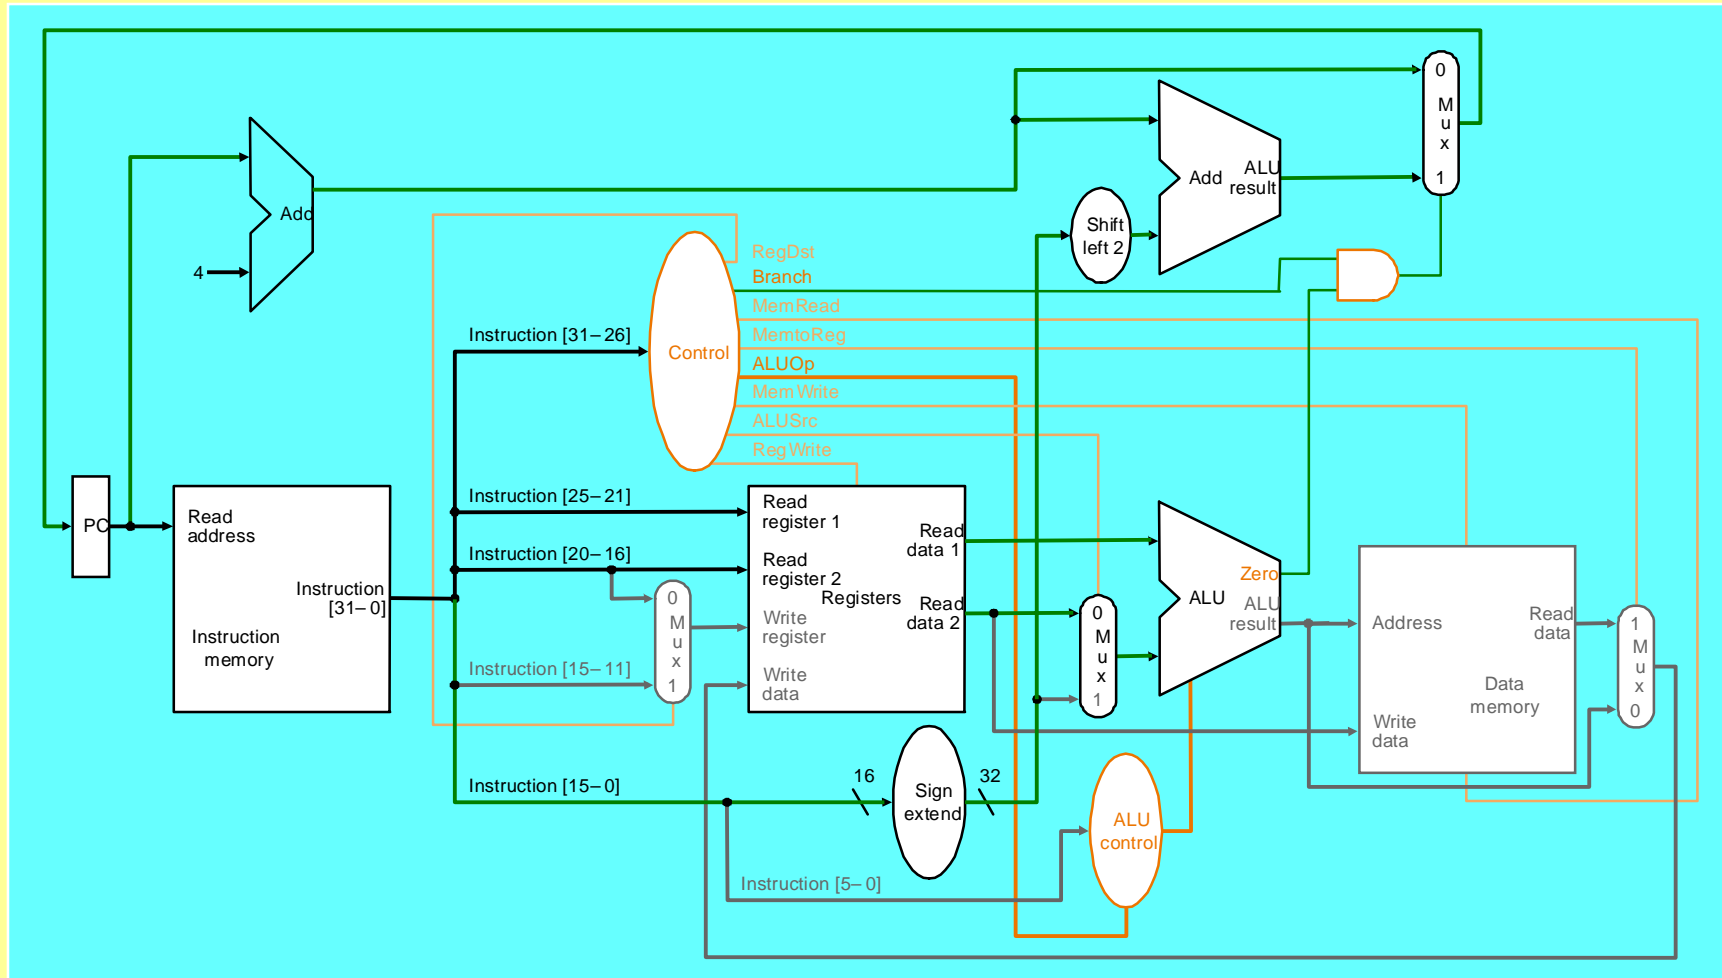 0
M
u
x
1
Add
ALU
result
Shift
left 2
Add
4
RegDst
Branch
MemRead
MemtoReg
ALUOp
MemWrite
ALUSrc
RegWrite
Control
Instruction [31–26]
PC
Read
address
Instruction
[31–0]
Instruction
memory
Instruction [25–21]
Instruction [20–16]
Instruction [15–11]
0
M
u
x
1
Read
register 1
Read
register 2
Registers
Write
register
Write
data
Read
data 1
Read
data 2
0
M
u
x
1
Zero
ALU
ALU
result
Address
Write
data
Read
data
Data
memory
1
M
u
x
0
Instruction [15–0]
16
Sign
extend
32
ALU
control
Instruction [5–0]